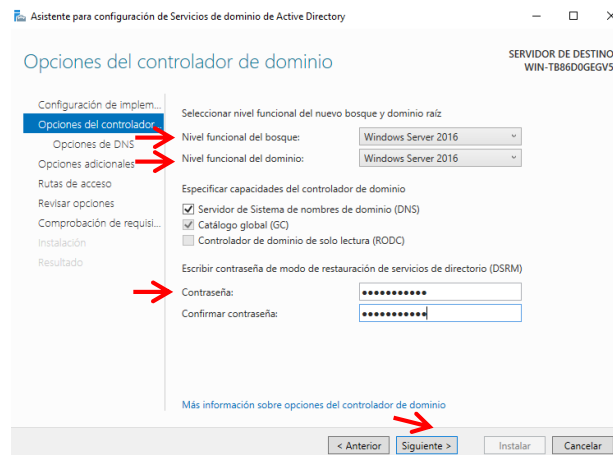 Asistente para configuración de Servicios de dominio de Active Directory
Opciones del controlador de dominio
SERVIDOR DE DESTINO
WIN-TB86D0GEGV5
Configuración de implem...
Opciones del controlador...
Opciones de DNS
Opciones adicionales
Rutas de acceso
Revisar opciones
Comprobación de requisi...
Instalación
Resultado
Seleccionar nivel funcional del nuevo bosque y dominio raíz
Nivel funcional del bosque: Windows Server 2016
Nivel funcional del dominio: Windows Server 2016
Especificar capacidades del controlador de dominio
Servidor de Sistema de nombres de dominio (DNS)
Catálogo global (GC)
Controlador de dominio de solo lectura (RODC)
Escribir contraseña de modo de restauración de servicios de directorio (DSRM)
Contraseña: •••••••••••
Confirmar contraseña: •••••••••••
Más información sobre opciones del controlador de dominio
< Anterior Siguiente > Instalar Cancelar